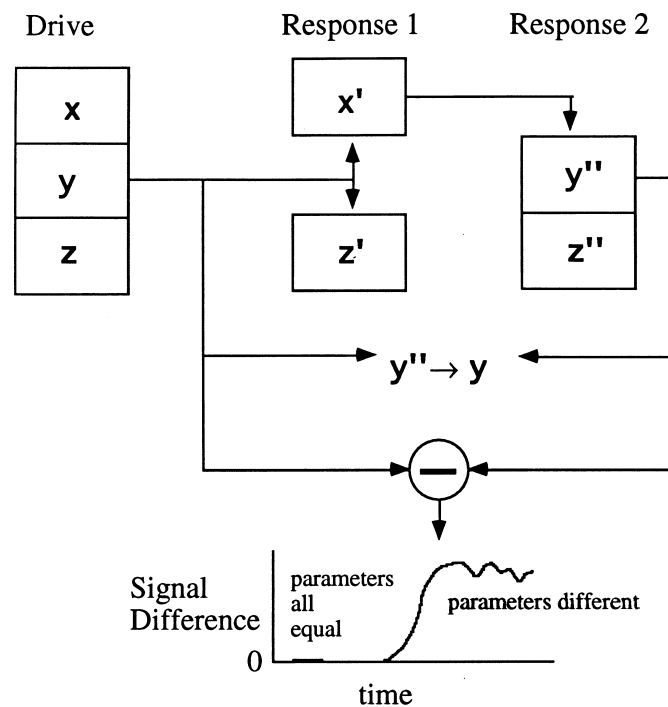 Drive
Response 1
Response 2
x
y
z
x'
z'
y''
z''
y'' → y
−
Signal
Difference
0
parameters
all
equal
parameters different
time